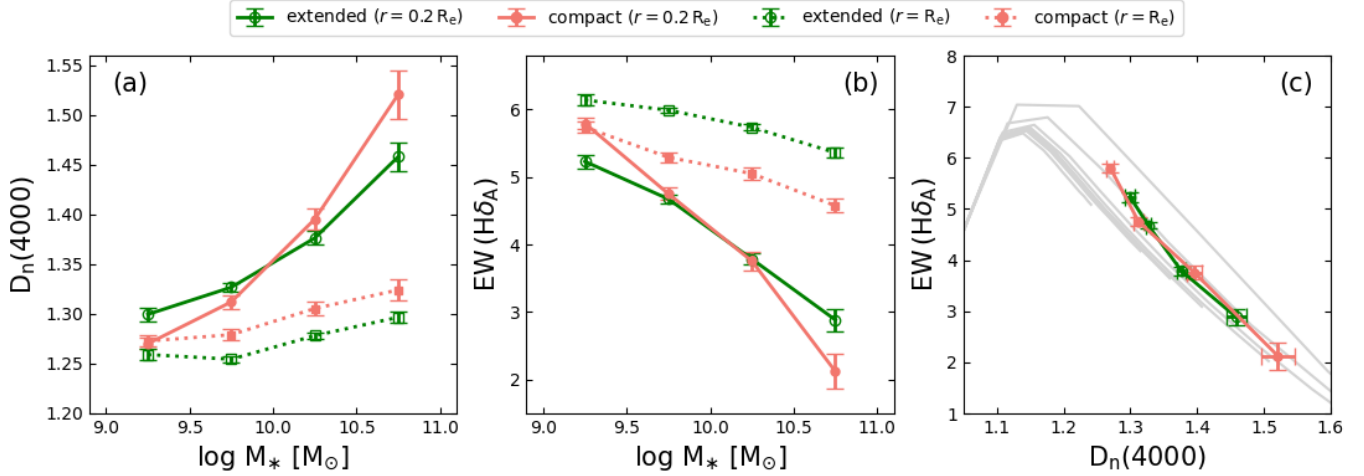 extended (r = 0.2 Rₑ) compact (r = 0.2 Rₑ) extended (r = Rₑ) compact (r = Rₑ)
(a)
Dₙ(4000)
1.55
1.50
1.45
1.40
1.35
1.30
1.25
1.20
9.0 9.5 10.0 10.5 11.0
log M∗ [M⊙]
(b)
EW (Hδ_A)
6
5
4
3
2
9.0 9.5 10.0 10.5 11.0
log M∗ [M⊙]
(c)
EW (Hδ_A)
8
7
6
5
4
3
2
1
1.1 1.2 1.3 1.4 1.5 1.6
Dₙ(4000)